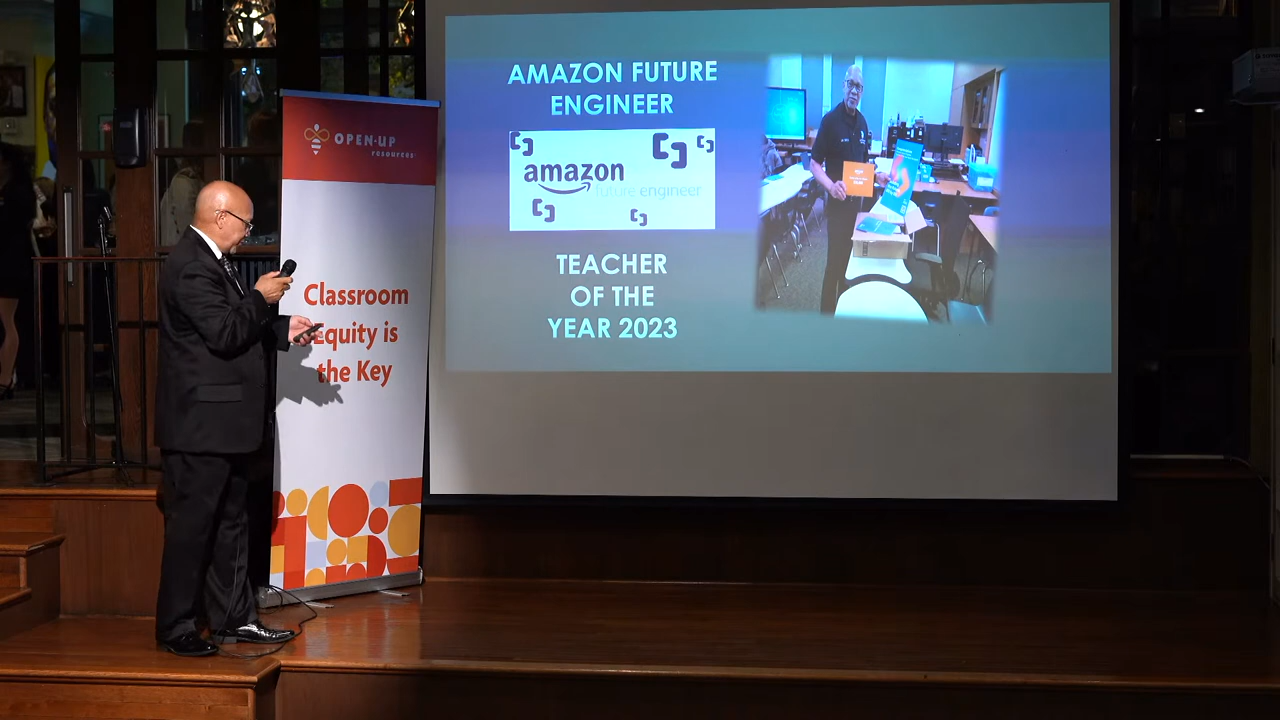 OPEN-UP
resources
Classroom
Equity is
the Key
AMAZON FUTURE
ENGINEER
amazon
future engineer
TEACHER
OF THE
YEAR 2023